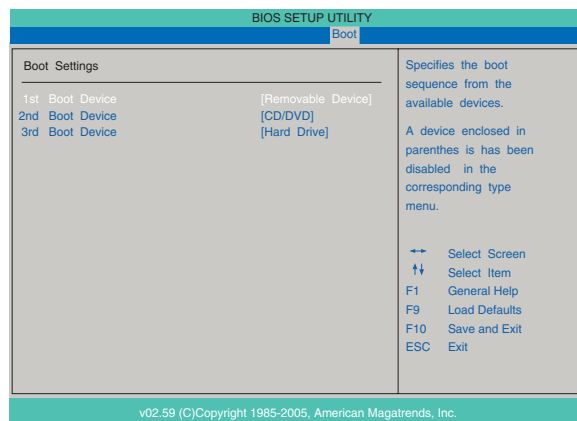 BIOS SETUP UTILITY
Boot
Boot Settings
1st Boot Device [Removable Device]
2nd Boot Device [CD/DVD]
3rd Boot Device [Hard Drive]
Specifies the boot
sequence from the
available devices.
A device enclosed in
parenthes is has been
disabled in the
corresponding type
menu.
↔ Select Screen
↑↓ Select Item
F1 General Help
F9 Load Defaults
F10 Save and Exit
ESC Exit
v02.59 (C)Copyright 1985-2005, American Magatrends, Inc.